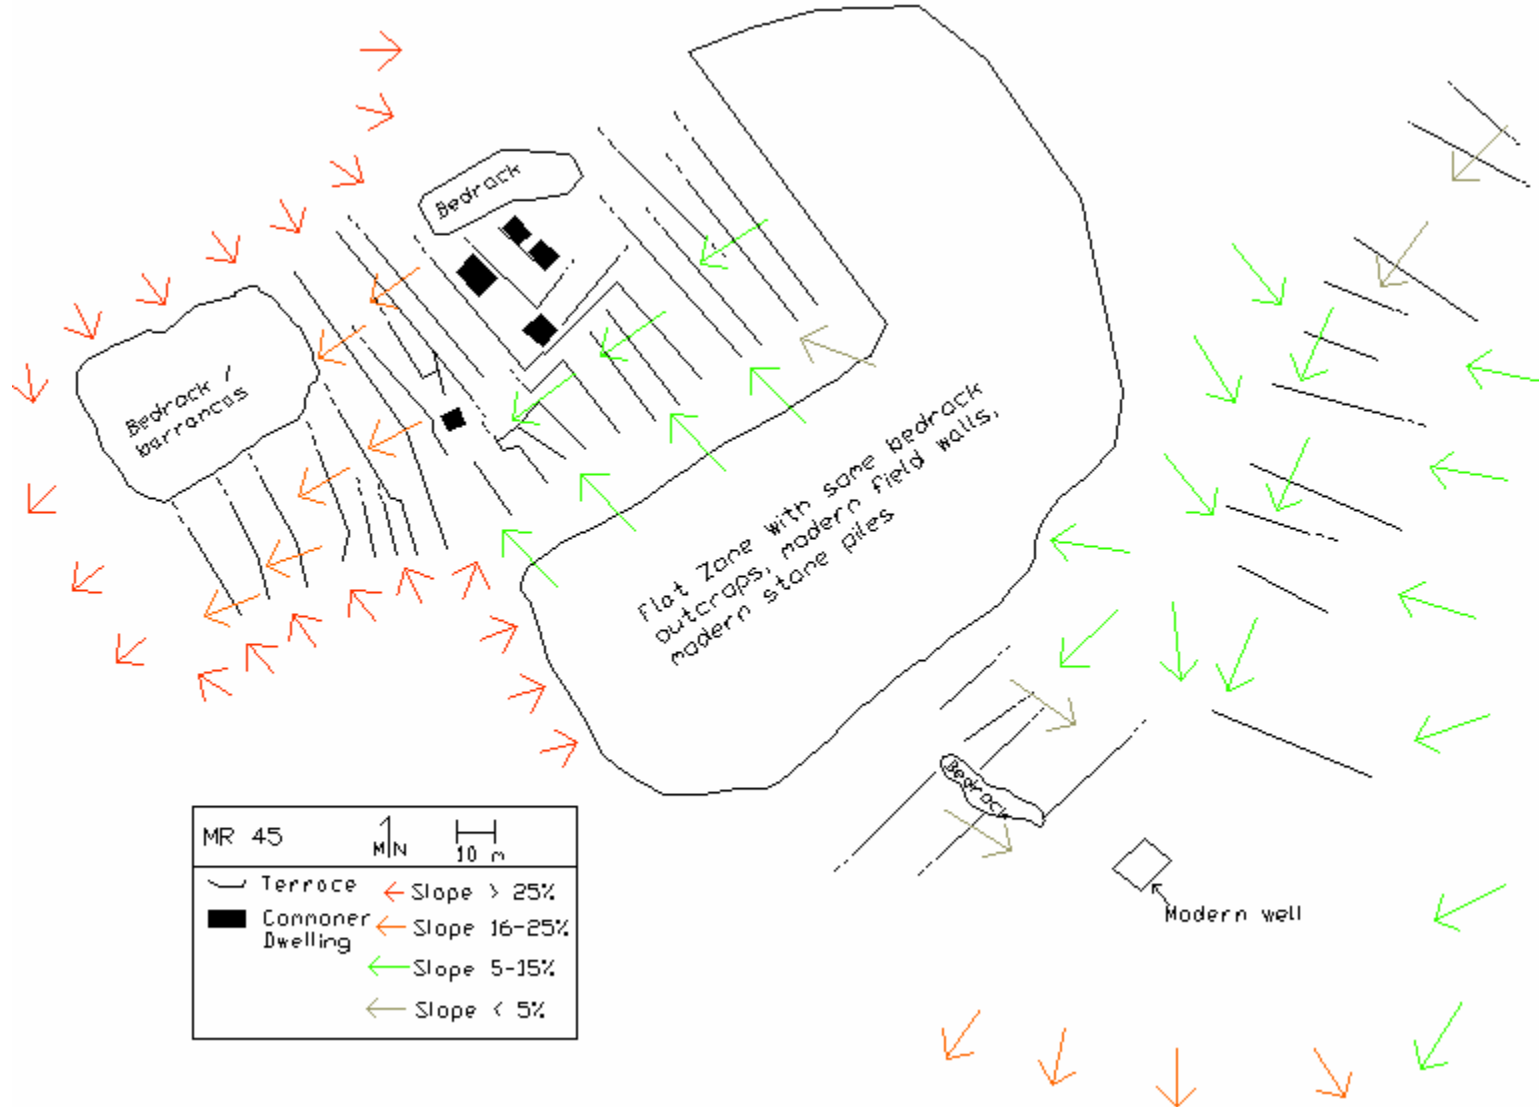 Bedrock
Bedrock /
barrancas
Flat Zone with some bedrock
outcrops, modern field walls,
modern stone piles
Bedrock
Modern well
MR 45
MN
10 m
Terrace
Slope > 25%
Commoner
Dwelling
Slope 16-25%
Slope 5-15%
Slope < 5%